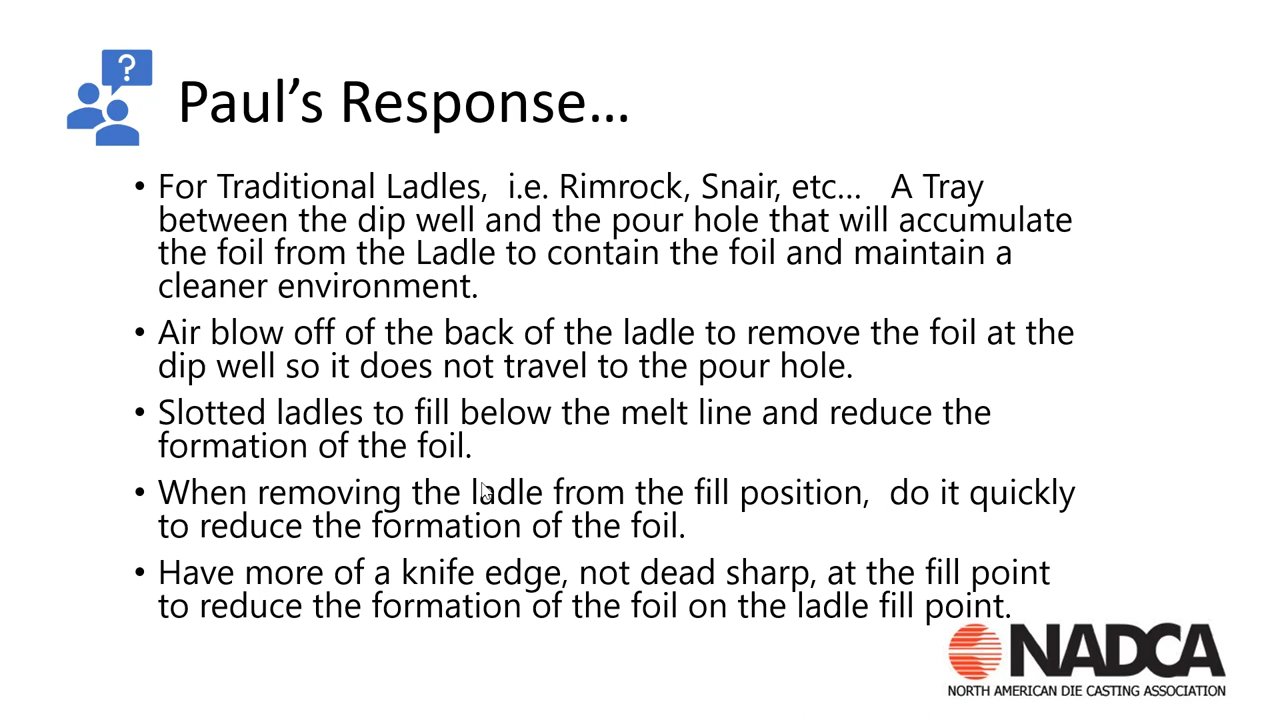 ?
Paul’s Response…
• For Traditional Ladles,  i.e. Rimrock, Snair, etc…   A Tray
between the dip well and the pour hole that will accumulate
the foil from the Ladle to contain the foil and maintain a
cleaner environment.
• Air blow off of the back of the ladle to remove the foil at the
dip well so it does not travel to the pour hole.
• Slotted ladles to fill below the melt line and reduce the
formation of the foil.
• When removing the ladle from the fill position,  do it quickly
to reduce the formation of the foil.
• Have more of a knife edge, not dead sharp, at the fill point
to reduce the formation of the foil on the ladle fill point.
NADCA
NORTH AMERICAN DIE CASTING ASSOCIATION